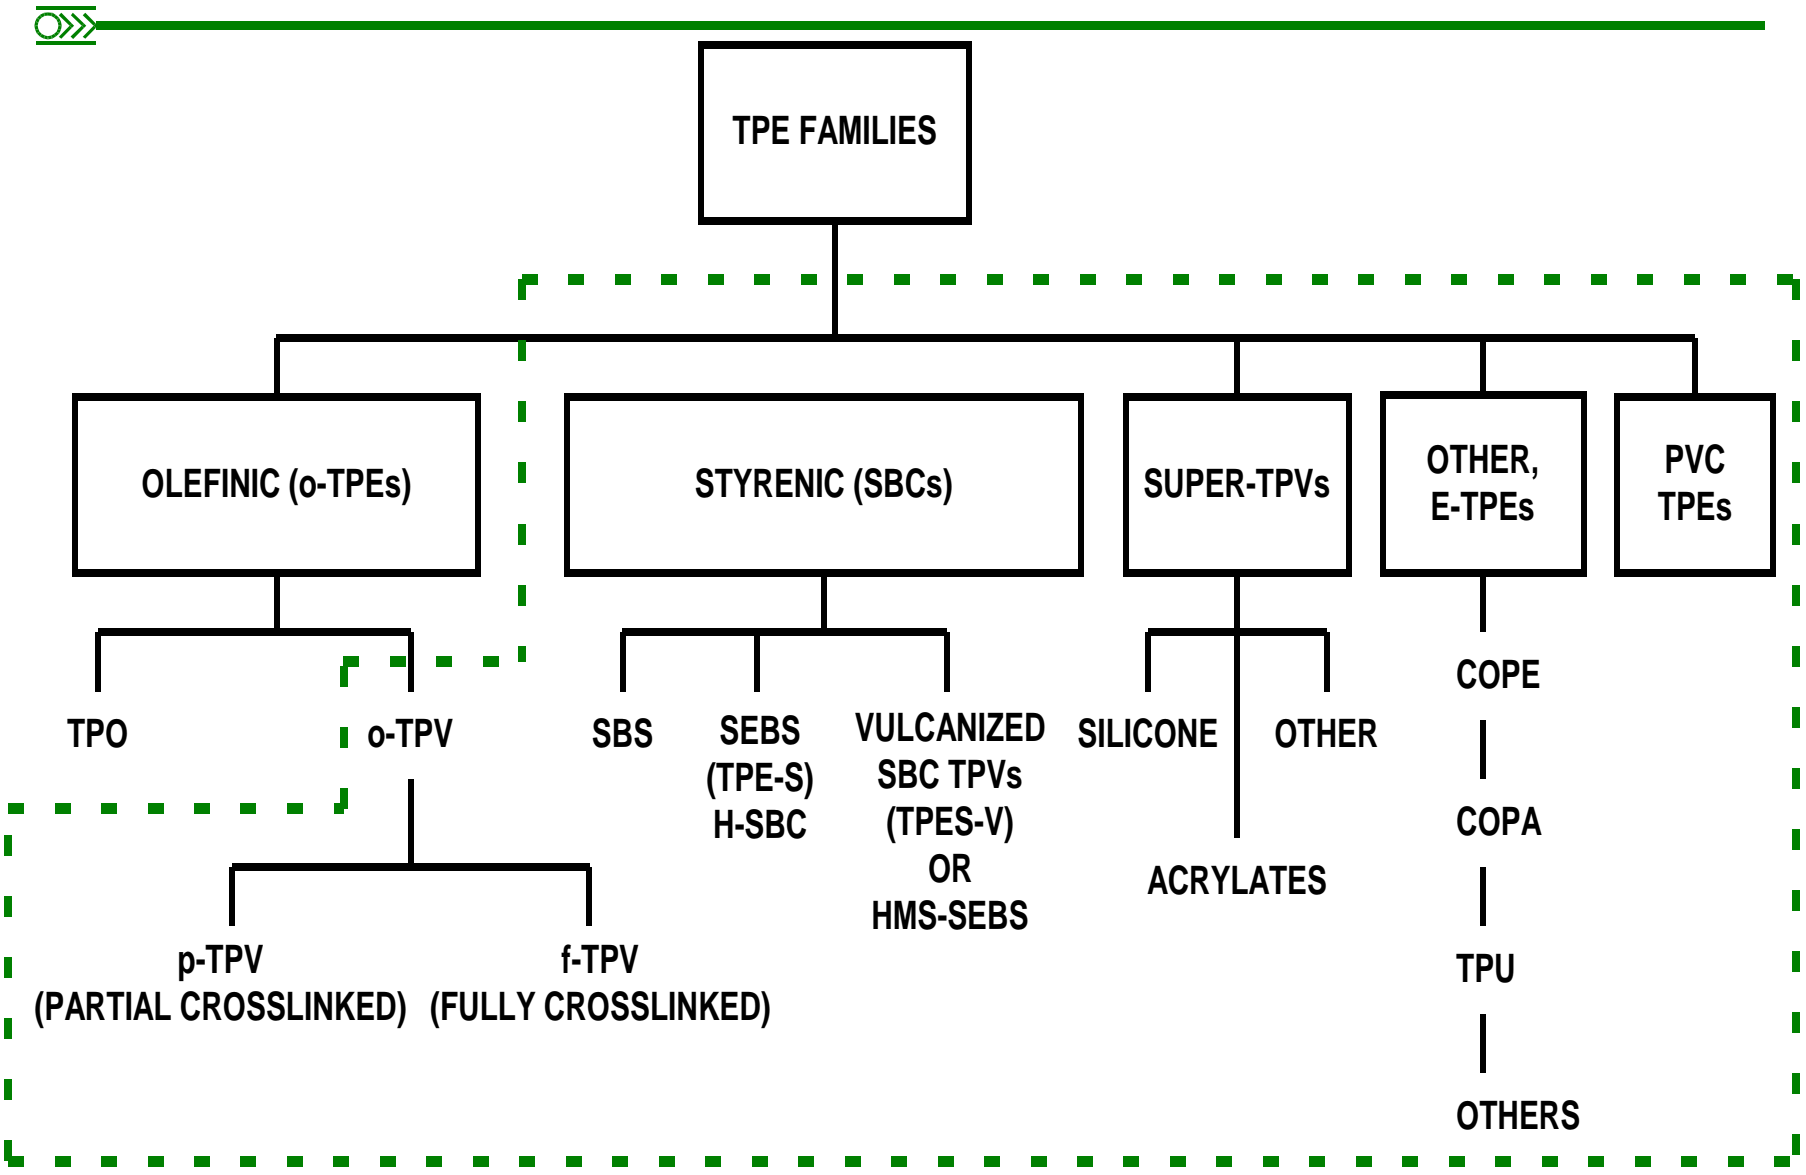 TPE FAMILIES
OLEFINIC (o-TPEs)
STYRENIC (SBCs)
SUPER-TPVs
OTHER,
E-TPEs
PVC
TPEs
TPO
o-TPV
SBS
SEBS
(TPE-S)
H-SBC
VULCANIZED
SBC TPVs
(TPES-V)
OR
HMS-SEBS
SILICONE
OTHER
ACRYLATES
COPE
COPA
TPU
OTHERS
p-TPV
(PARTIAL CROSSLINKED)
f-TPV
(FULLY CROSSLINKED)